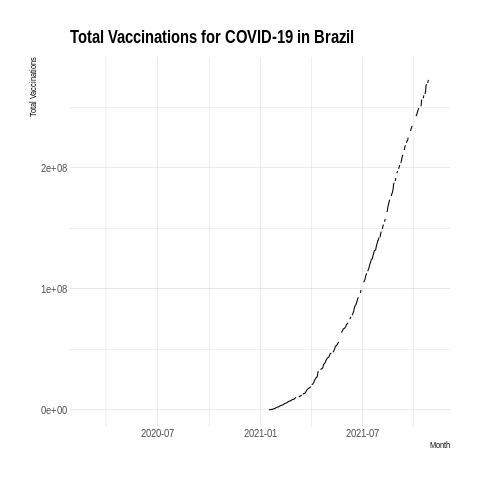 Total Vaccinations for COVID-19 in Brazil
Total Vaccinations
2e+08
1e+08
0e+00
2020-07 2021-01 2021-07
Month